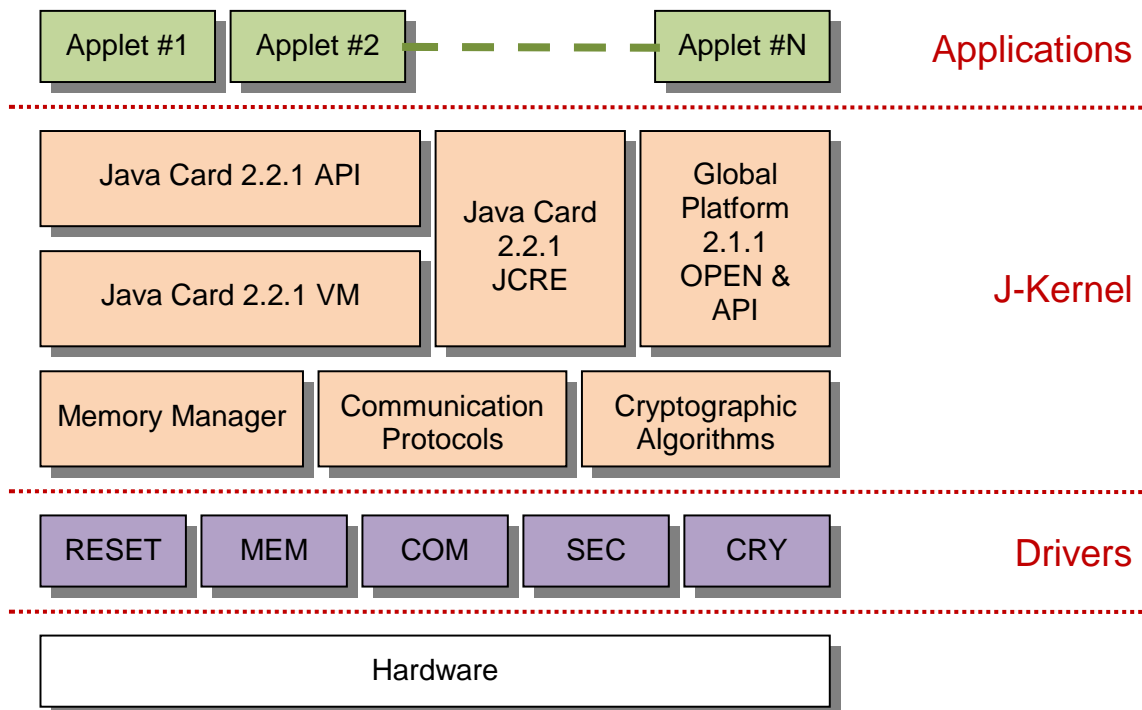 Applet #1
Applet #2
Applet #N
Applications
Java Card 2.2.1 API
Java Card 2.2.1 VM
Java Card
2.2.1
JCRE
Global
Platform
2.1.1
OPEN &
API
J-Kernel
Memory Manager
Communication
Protocols
Cryptographic
Algorithms
RESET
MEM
COM
SEC
CRY
Drivers
Hardware